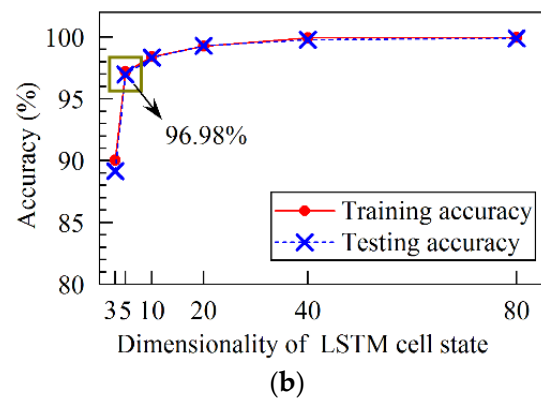 100
95
90
85
80
Accuracy (%)
96.98%
Training accuracy
Testing accuracy
3 5 10 20 40 80
Dimensionality of LSTM cell state
(b)